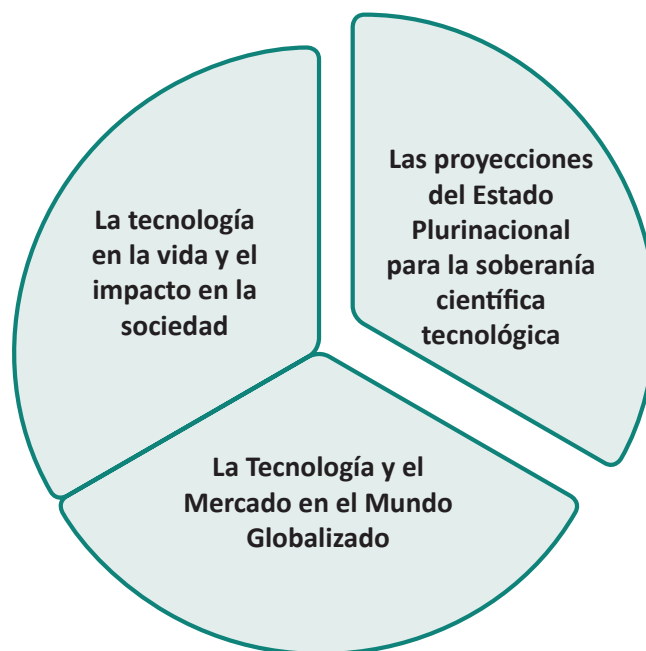 La tecnología
en la vida y el
impacto en la
sociedad
Las proyecciones
del Estado
Plurinacional
para la soberanía
científica
tecnológica
La Tecnología y el
Mercado en el Mundo
Globalizado